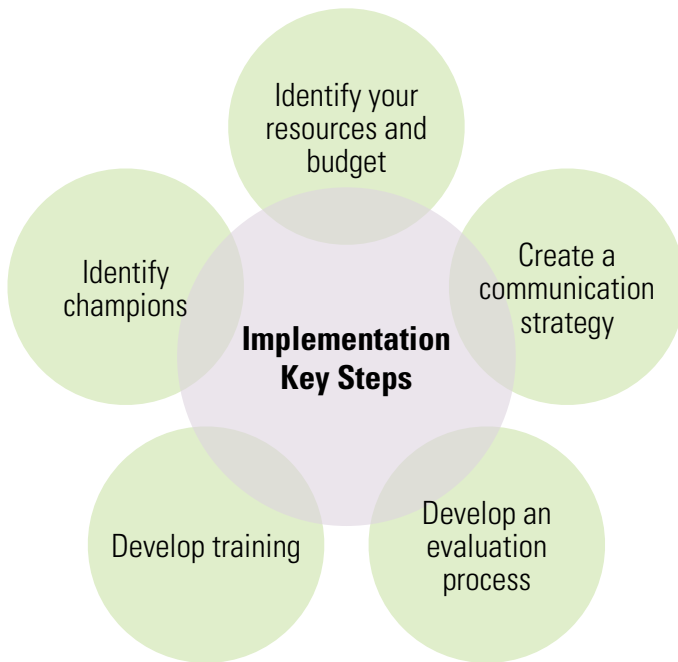 Identify your
resources and
budget
Create a
communication
strategy
Identify
champions
Implementation
Key Steps
Develop training
Develop an
evaluation
process